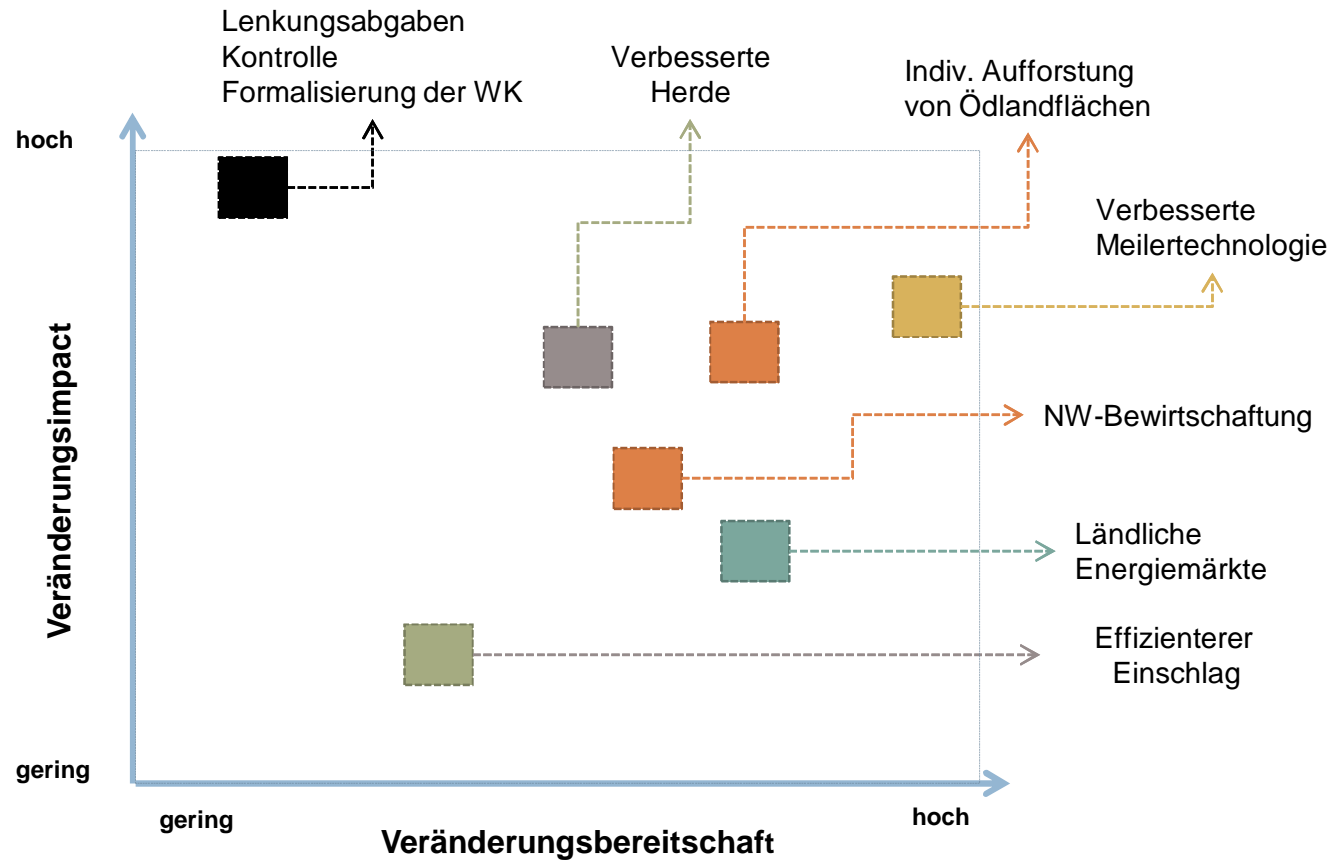 Lenkungsabgaben
Kontrolle
Formalisierung der WK
Verbesserte
Herde
Indiv. Aufforstung
von Ödlandflächen
hoch
Verbesserte
Meilertechnologie
Veränderungsimpact
NW-Bewirtschaftung
Ländliche
Energiemärkte
Effizienterer
Einschlag
gering
gering
hoch
Veränderungsbereitschaft